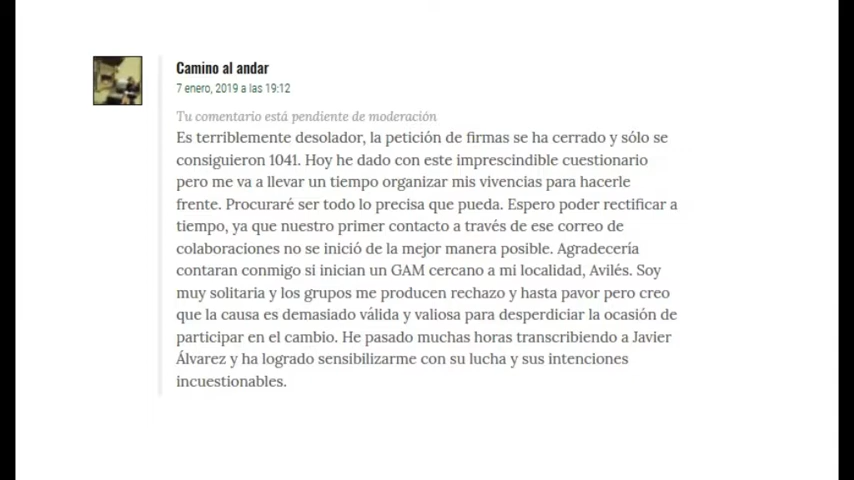 Camino al andar
7 enero, 2019 a las 19:12
Tu comentario está pendiente de moderación
Es terriblemente desolador, la petición de firmas se ha cerrado y sólo se
consiguieron 1041. Hoy he dado con este imprescindible cuestionario
pero me va a llevar un tiempo organizar mis vivencias para hacerle
frente. Procuraré ser todo lo precisa que pueda. Espero poder rectificar a
tiempo, ya que nuestro primer contacto a través de ese correo de
colaboraciones no se inició de la mejor manera posible. Agradecería
contaran conmigo si inician un GAM cercano a mi localidad, Avilés. Soy
muy solitaria y los grupos me producen rechazo y hasta pavor pero creo
que la causa es demasiado válida y valiosa para desperdiciar la ocasión de
participar en el cambio. He pasado muchas horas transcribiendo a Javier
Álvarez y ha logrado sensibilizarme con su lucha y sus intenciones
incuestionables.